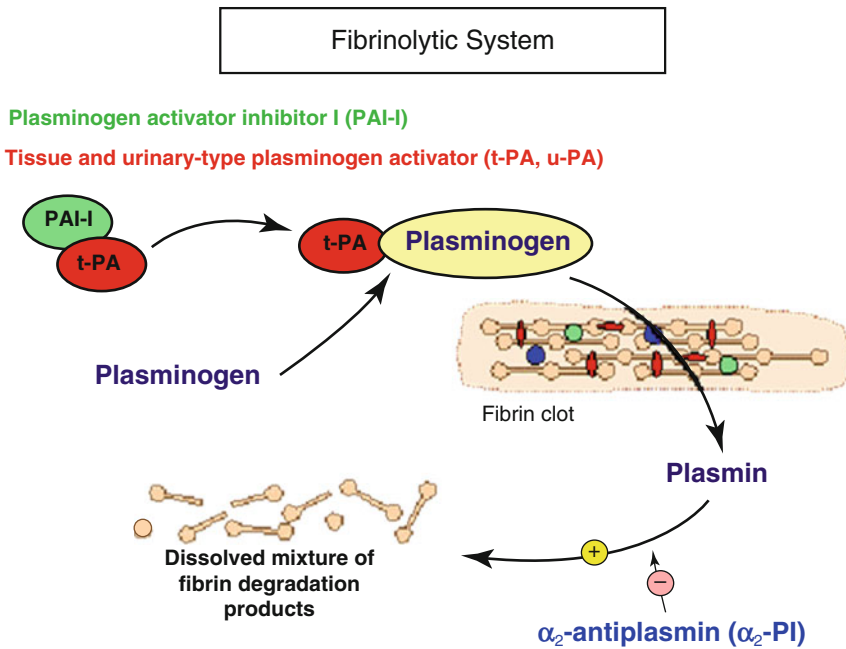 Fibrinolytic System
Plasminogen activator inhibitor I (PAI-I)
Tissue and urinary-type plasminogen activator (t-PA, u-PA)
PAI-I
t-PA
t-PA
Plasminogen
Plasminogen
Fibrin clot
Plasmin
+
Dissolved mixture of
fibrin degradation
products
−
α₂-antiplasmin (α₂-PI)